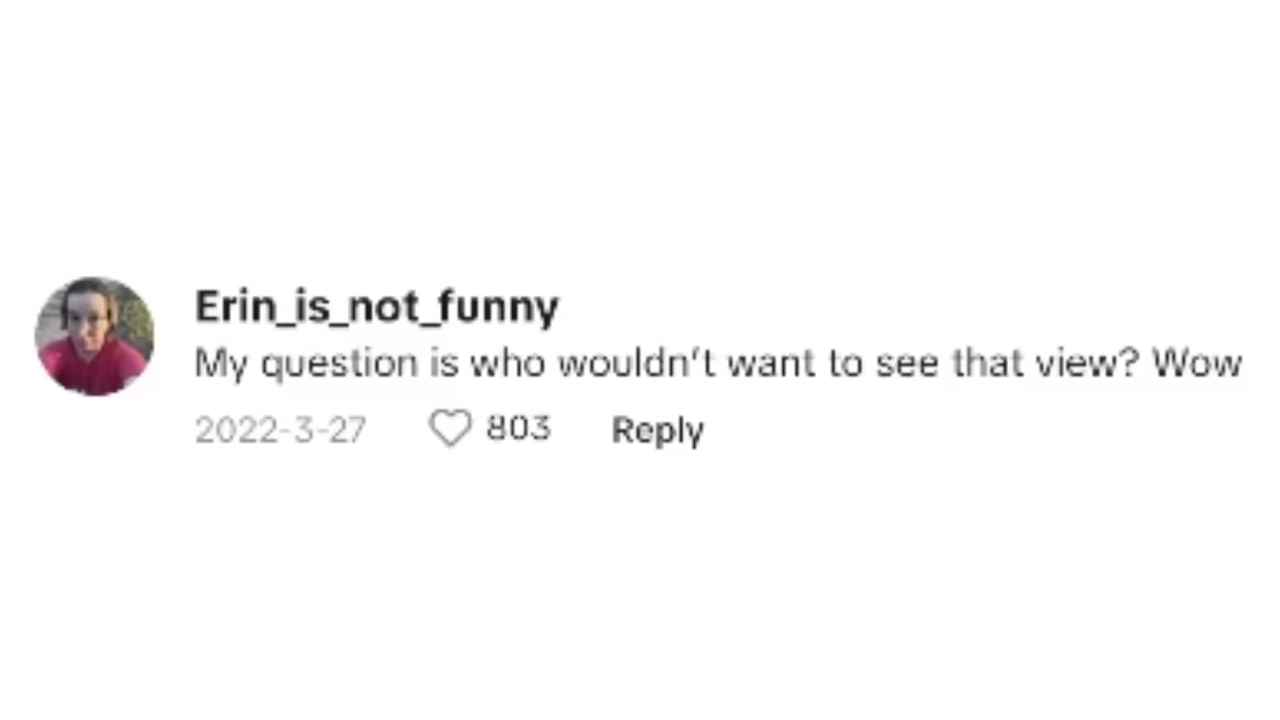 Erin_is_not_funny
My question is who wouldn't want to see that view? Wow
2022-3-27 803 Reply